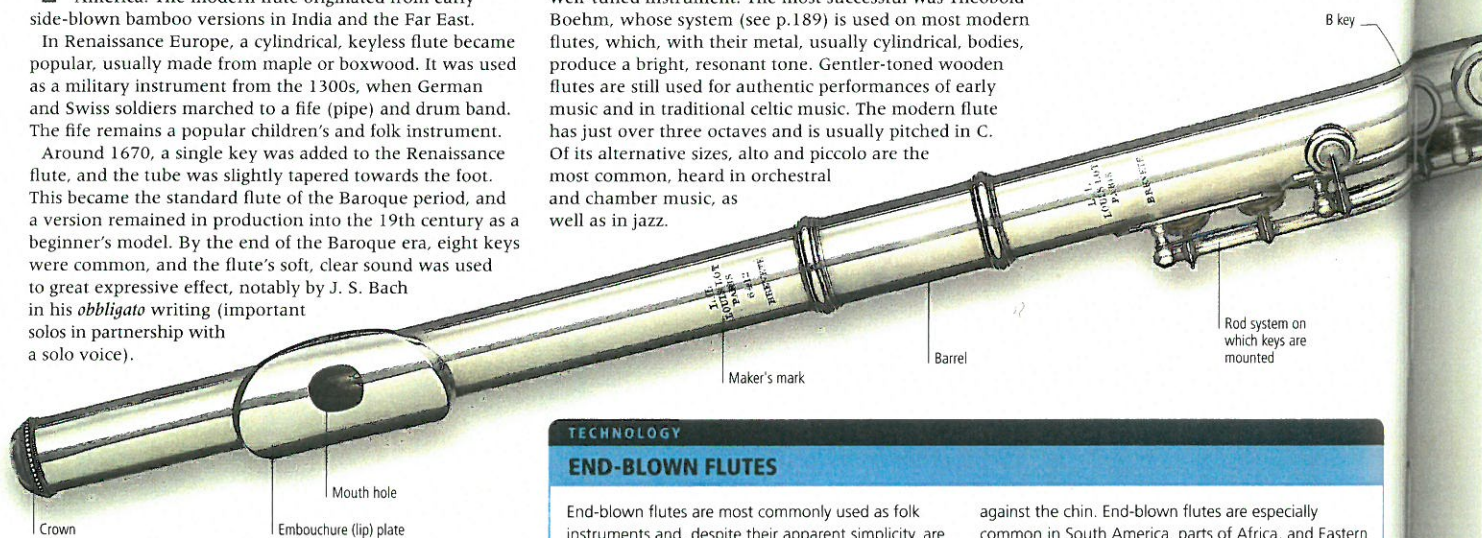 America. The modern flute originated from early
side-blown bamboo versions in India and the Far East.
In Renaissance Europe, a cylindrical, keyless flute became
popular, usually made from maple or boxwood. It was used
as a military instrument from the 1300s, when German
and Swiss soldiers marched to a fife (pipe) and drum band.
The fife remains a popular children's and folk instrument.
Around 1670, a single key was added to the Renaissance
flute, and the tube was slightly tapered towards the foot.
This became the standard flute of the Baroque period, and
a version remained in production into the 19th century as a
beginner's model. By the end of the Baroque era, eight keys
were common, and the flute's soft, clear sound was used
to great expressive effect, notably by J. S. Bach
in his obbligato writing (important
solos in partnership with
a solo voice).
well-tuned instrument. The most successful was Theobold
Boehm, whose system (see p.189) is used on most modern
flutes, which, with their metal, usually cylindrical, bodies,
produce a bright, resonant tone. Gentler-toned wooden
flutes are still used for authentic performances of early
music and in traditional celtic music. The modern flute
has just over three octaves and is usually pitched in C.
Of its alternative sizes, alto and piccolo are the
most common, heard in orchestral
and chamber music, as
well as in jazz.
B key
L. L.
LOUIS LOT
PARIS
BREVETÉ
LOUIS LOT
PARIS
BREVETÉ
Rod system on
which keys are
mounted
Barrel
Maker's mark
Mouth hole
Crown
Embouchure (lip) plate
TECHNOLOGY
END-BLOWN FLUTES
End-blown flutes are most commonly used as folk
instruments and, despite their apparent simplicity, are
against the chin. End-blown flutes are especially
common in South America, parts of Africa, and Eastern